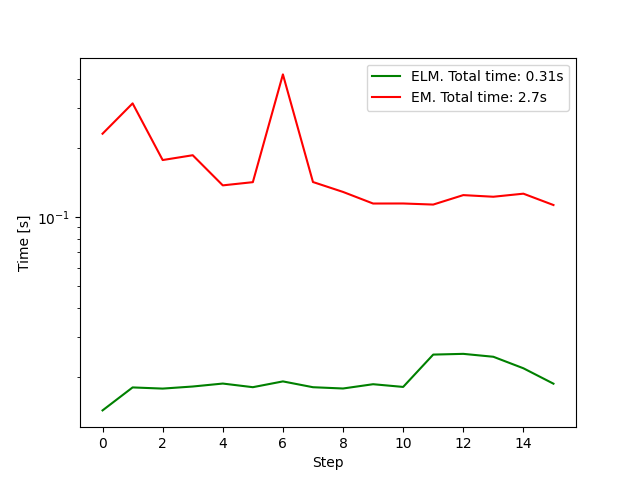 ELM. Total time: 0.31s
EM. Total time: 2.7s
Time [s]
10⁻¹
0 2 4 6 8 10 12 14
Step